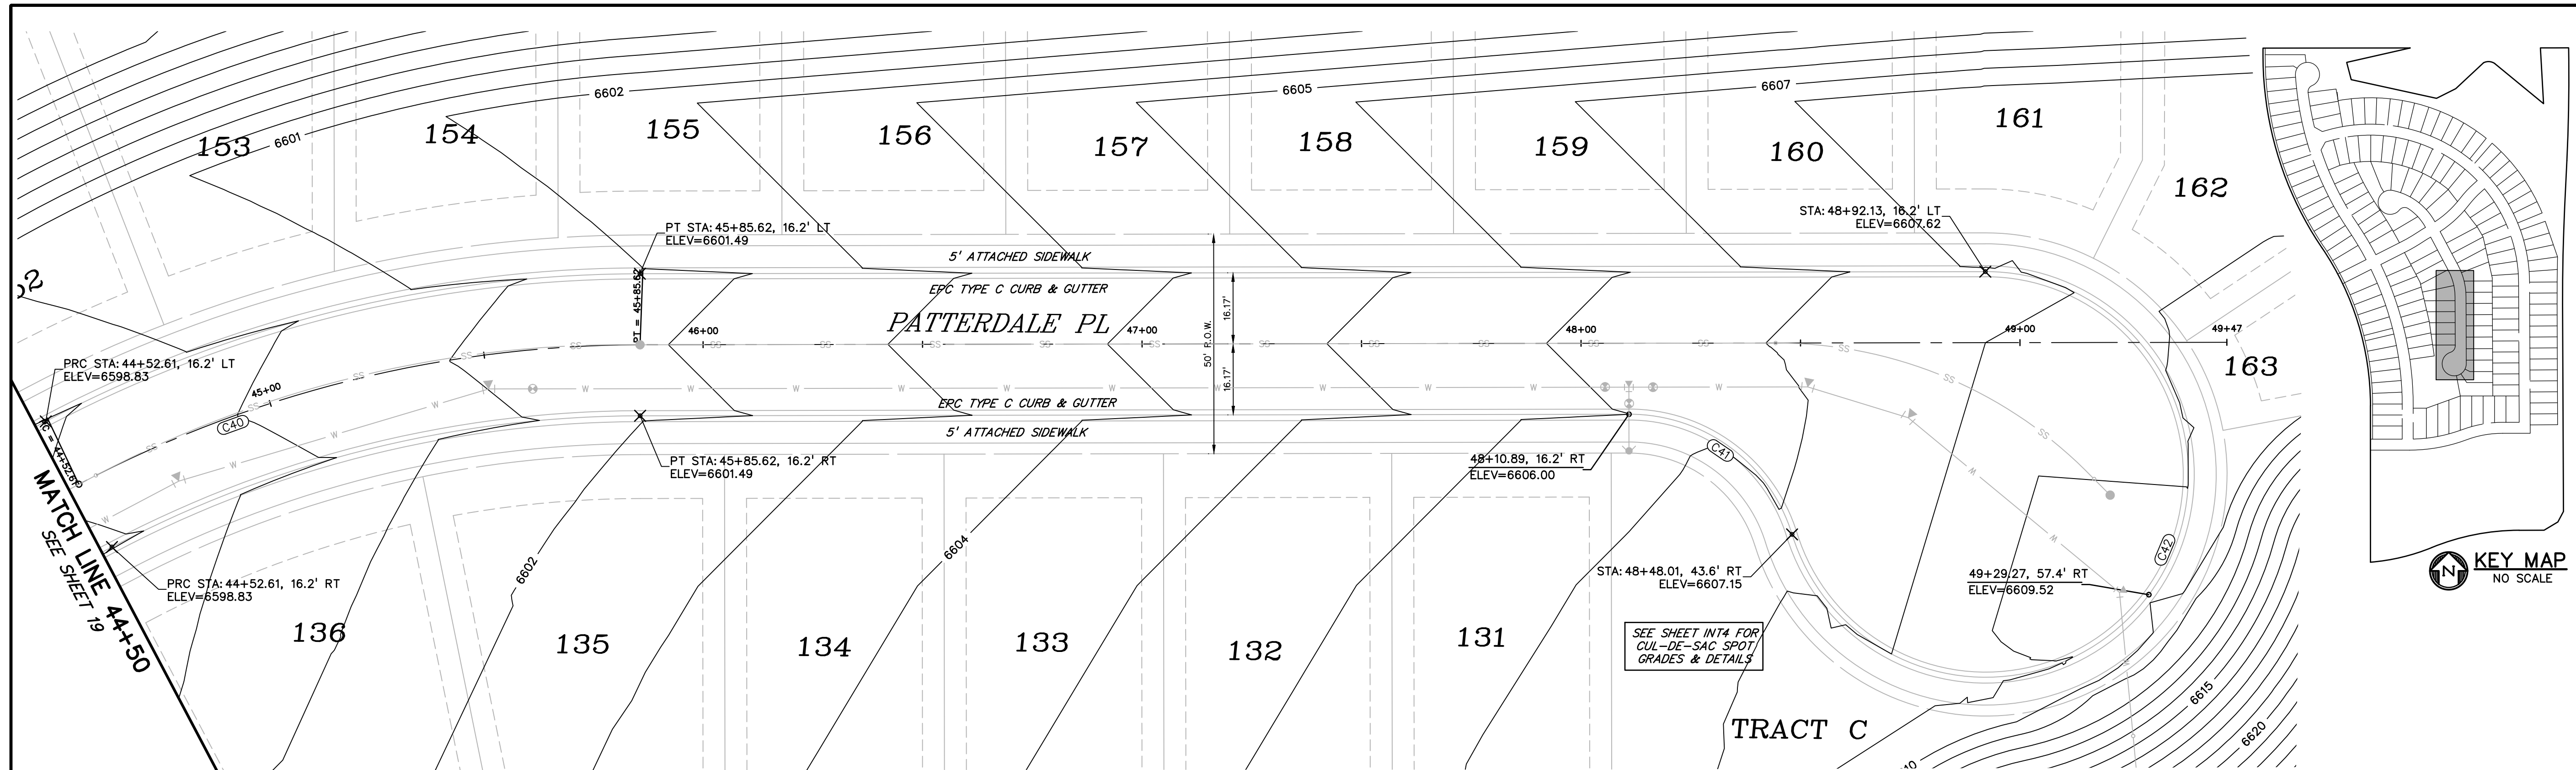 6602
6605
6607
153
6601
154
155
156
157
158
159
160
161
162
163
PT STA: 45+85.62, 16.2' LT
ELEV=6601.49
STA: 48+92.13, 16.2' LT
ELEV=6607.62
5' ATTACHED SIDEWALK
EPC TYPE C CURB & GUTTER
PATTERDALE PL
PT = 45+85.62
16.17'
50' R.O.W.
16.17'
45+00
46+00
47+00
48+00
49+00
49+47
SS
W
PRC STA: 44+52.61, 16.2' LT
ELEV=6598.83
C40
EPC TYPE C CURB & GUTTER
5' ATTACHED SIDEWALK
PT STA: 45+85.62, 16.2' RT
ELEV=6601.49
48+10.89, 16.2' RT
ELEV=6606.00
C41
C42
MATCH LINE 44+50
SEE SHEET 19
PRC STA: 44+52.61, 16.2' RT
ELEV=6598.83
6602
6604
STA: 48+48.01, 43.6' RT
ELEV=6607.15
49+29.27, 57.4' RT
ELEV=6609.52
136
135
134
133
132
131
SEE SHEET INT4 FOR
CUL-DE-SAC SPOT
GRADES & DETAILS
TRACT C
6615
6620
N
KEY MAP
NO SCALE